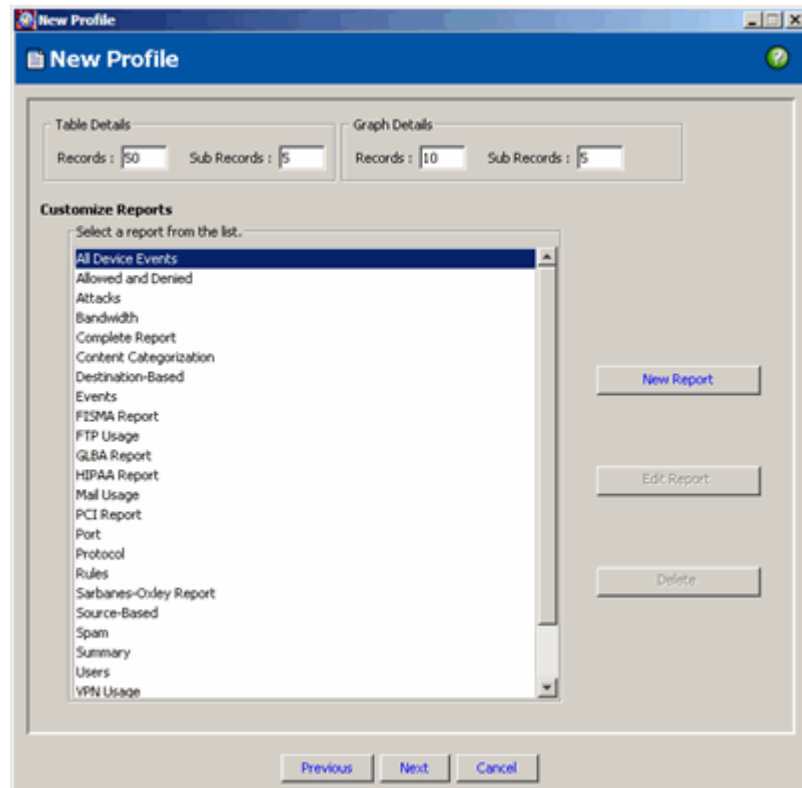 New Profile
New Profile
?
Table Details
Graph Details
Records : 50 Sub Records : 5
Records : 10 Sub Records : 5
Customize Reports
Select a report from the list.
All Device Events
Allowed and Denied
Attacks
Bandwidth
Complete Report
Content Categorization
Destination-Based
Events
FISMA Report
FTP Usage
GLBA Report
HIPAA Report
Mail Usage
PCI Report
Port
Protocol
Rules
Sarbanes-Oxley Report
Source-Based
Spam
Summary
Users
VPN Usage
New Report
Edit Report
Delete
Previous
Next
Cancel